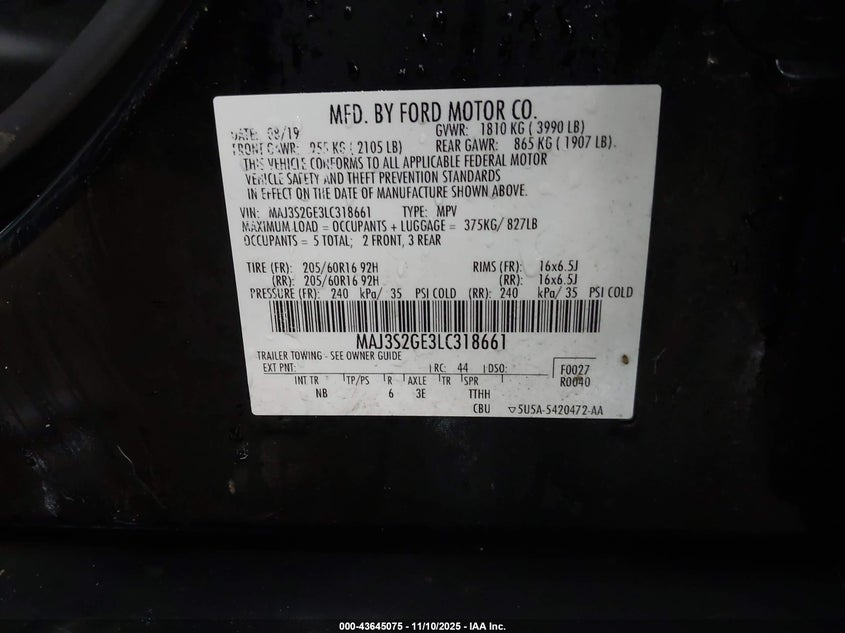 MFD. BY FORD MOTOR CO.
DATE: 08/19 GVWR: 1810 KG ( 3990 LB)
FRONT GAWR: 955 KG ( 2105 LB) REAR GAWR: 865 KG ( 1907 LB).
THIS VEHICLE CONFORMS TO ALL APPLICABLE FEDERAL MOTOR
VEHICLE SAFETY AND THEFT PREVENTION STANDARDS
IN EFFECT ON THE DATE OF MANUFACTURE SHOWN ABOVE.
VIN: MAJ3S2GE3LC318661 TYPE: MPV
MAXIMUM LOAD = OCCUPANTS + LUGGAGE = 375KG/ 827LB
OCCUPANTS = 5 TOTAL; 2 FRONT, 3 REAR
TIRE (FR): 205/60R16 92H RIMS (FR): 16x6.5J
(RR): 205/60R16 92H (RR): 16x6.5J
PRESSURE (FR): 240 kPa/ 35 PSI COLD (RR): 240 kPa/ 35 PSI COLD
MAJ3S2GE3LC318661
TRAILER TOWING - SEE OWNER GUIDE
EXT PNT: RC: 44 DSO: F0027
INT TR TP/PS R AXLE TR SPR R0040
NB 6 3E TTHH
CBU 5U5A-5420472-AA
000-43645075 — 11/10/2025 — IAA Inc.